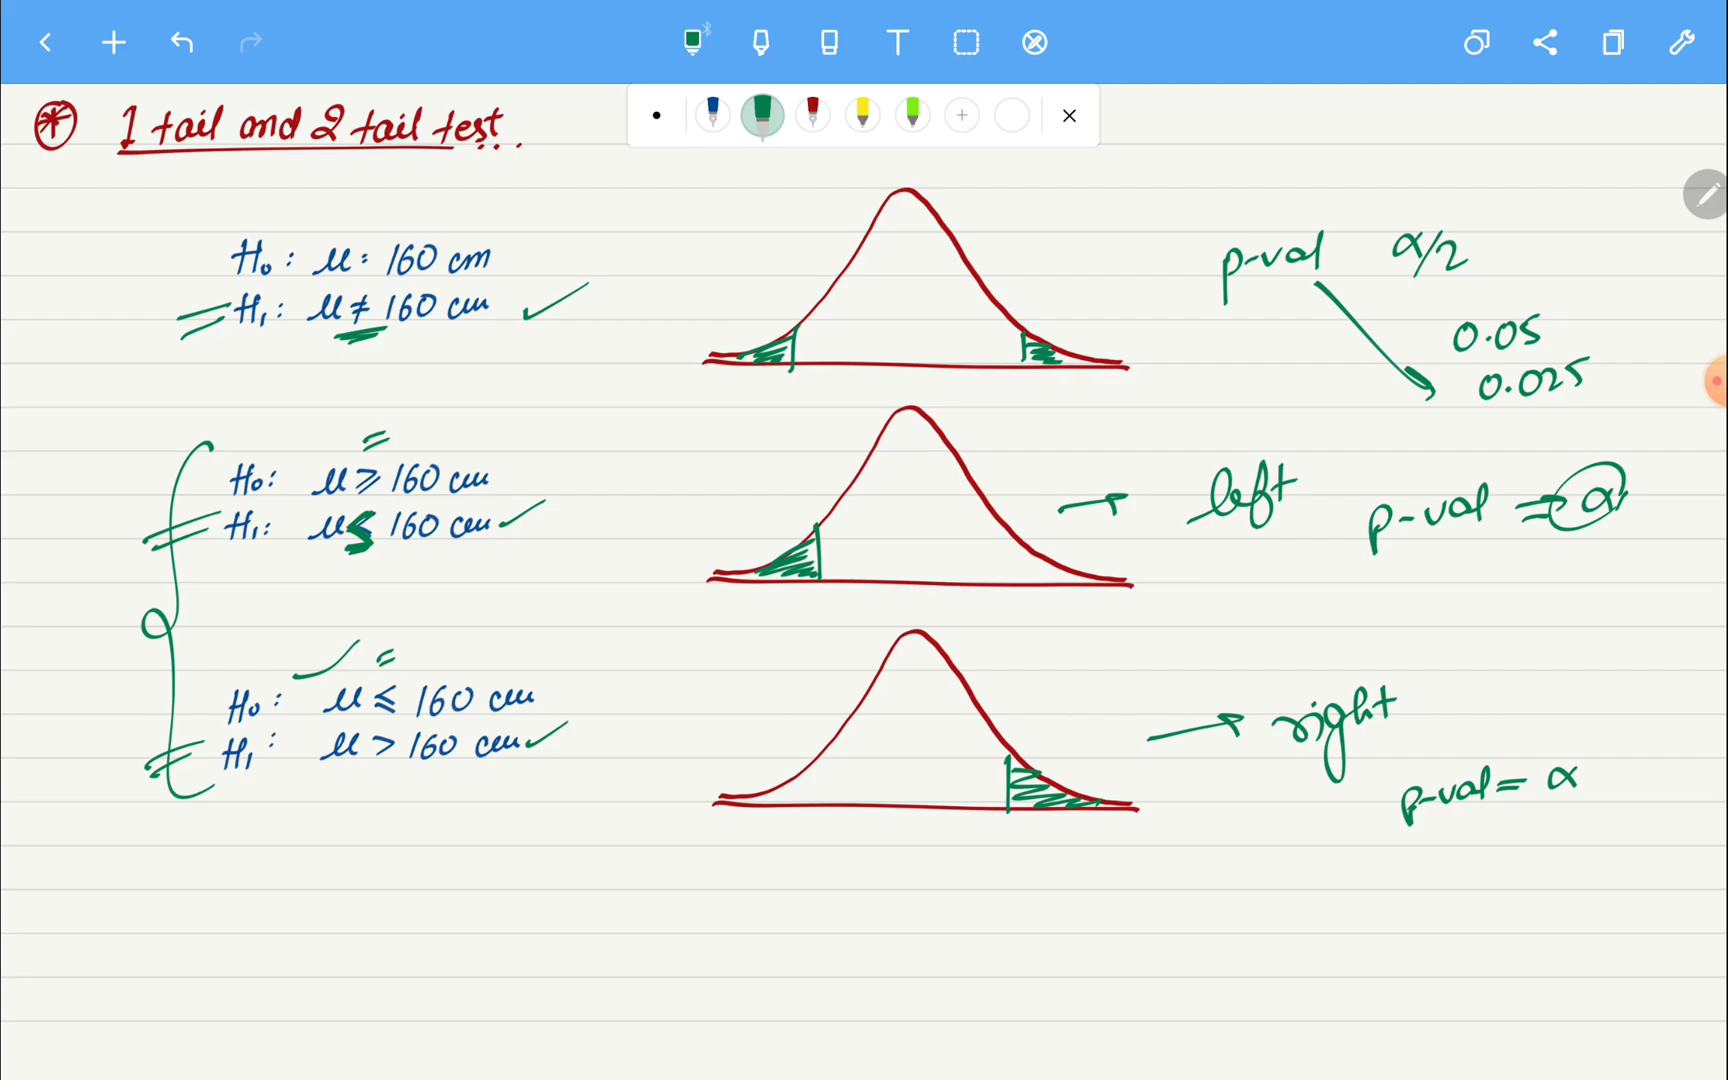 1 tail and 2 tail test...
H₀: μ = 160 cm
H₁: μ ≠ 160 cm
p-val α/2
0.05
0.025
=
H₀: μ ≥ 160 cm
H₁: μ < 160 cm
left p-val = α
=
H₀: μ ≤ 160 cm
H₁: μ > 160 cm
right
p-val = α